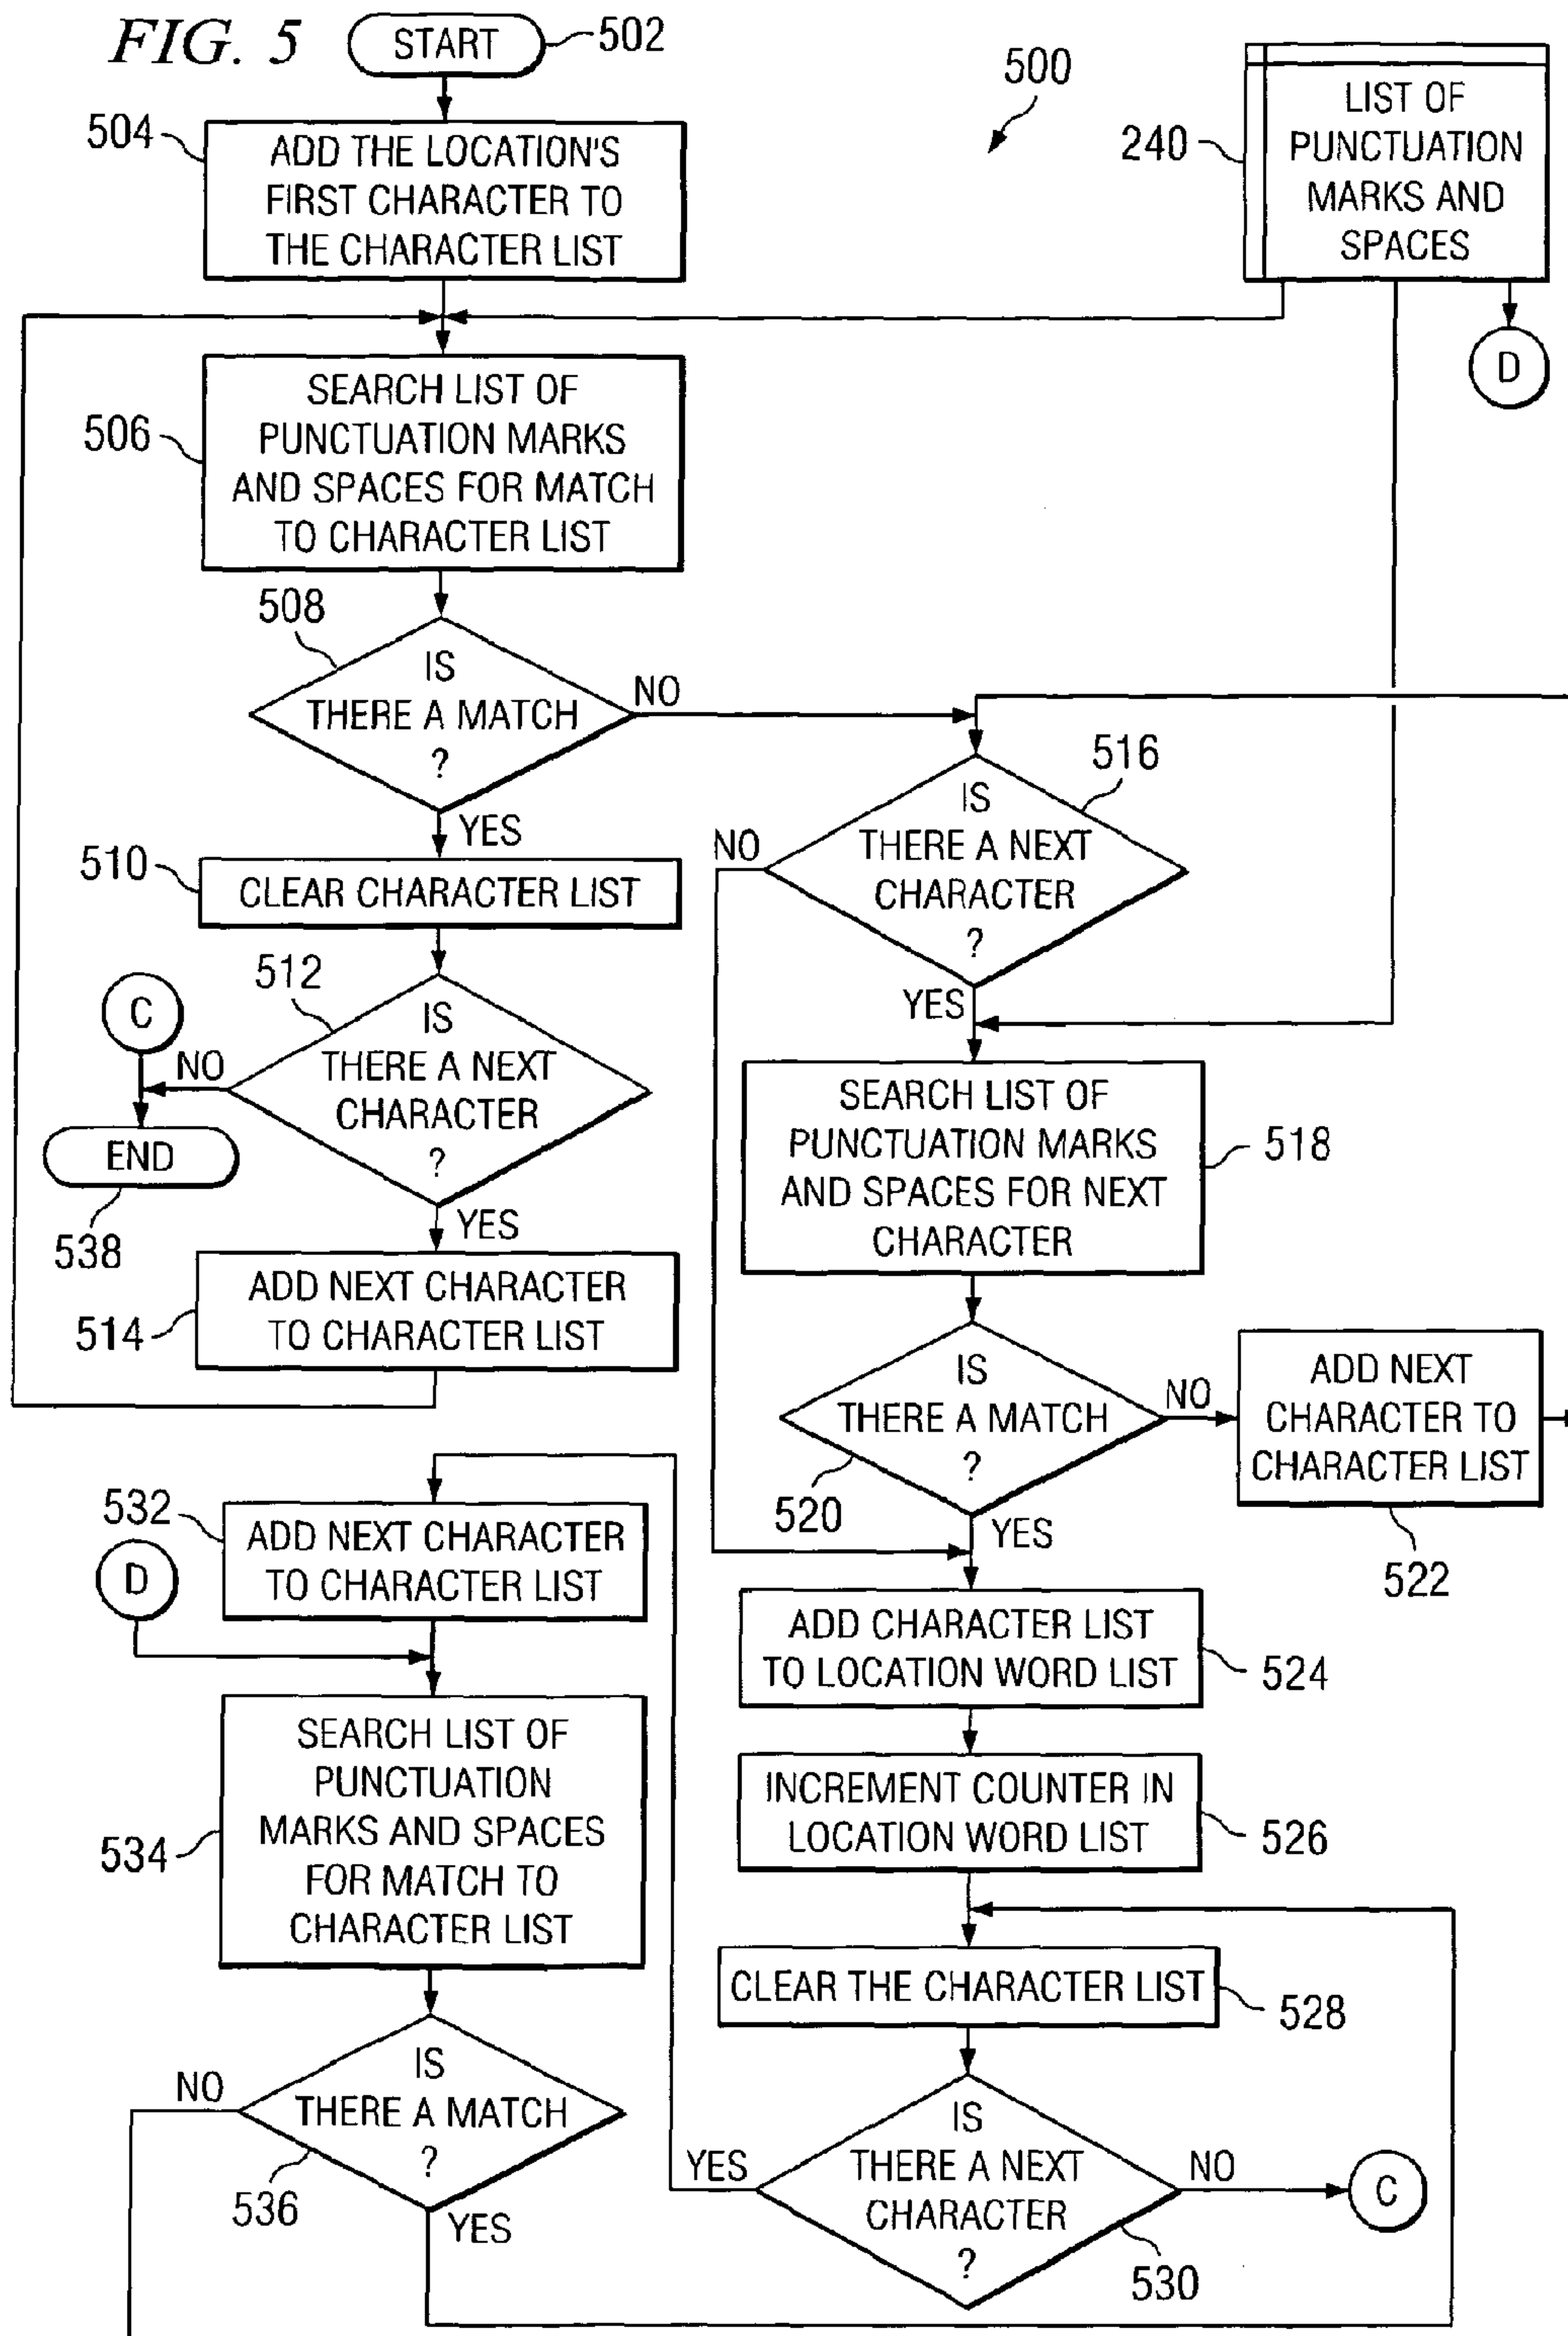 FIG. 5
START
502
500
504
ADD THE LOCATION'S
FIRST CHARACTER TO
THE CHARACTER LIST
240
LIST OF
PUNCTUATION
MARKS AND
SPACES
D
506
SEARCH LIST OF
PUNCTUATION MARKS
AND SPACES FOR MATCH
TO CHARACTER LIST
508
IS
THERE A MATCH
?
NO
YES
510
CLEAR CHARACTER LIST
512
IS
THERE A NEXT
CHARACTER
?
C
NO
END
538
YES
514
ADD NEXT CHARACTER
TO CHARACTER LIST
516
IS
THERE A NEXT
CHARACTER
?
NO
YES
SEARCH LIST OF
PUNCTUATION MARKS
AND SPACES FOR NEXT
CHARACTER
518
IS
THERE A MATCH
?
520
NO
ADD NEXT
CHARACTER TO
CHARACTER LIST
522
YES
ADD CHARACTER LIST
TO LOCATION WORD LIST
524
INCREMENT COUNTER IN
LOCATION WORD LIST
526
CLEAR THE CHARACTER LIST
528
IS
THERE A NEXT
CHARACTER
?
530
YES
NO
C
532
ADD NEXT CHARACTER
TO CHARACTER LIST
D
534
SEARCH LIST OF
PUNCTUATION
MARKS AND SPACES
FOR MATCH TO
CHARACTER LIST
IS
THERE A MATCH
?
536
NO
YES